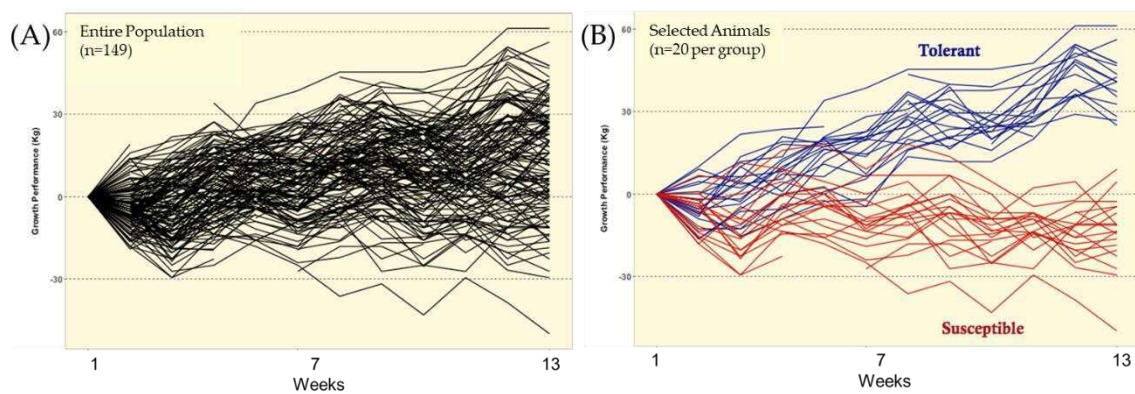 (A)
Entire Population
(n=149)
Growth Performance (Kg)
60
30
0
-30
1
7
13
Weeks
(B)
Selected Animals
(n=20 per group)
Tolerant
Susceptible
Growth Performance (Kg)
60
30
0
-30
1
7
13
Weeks